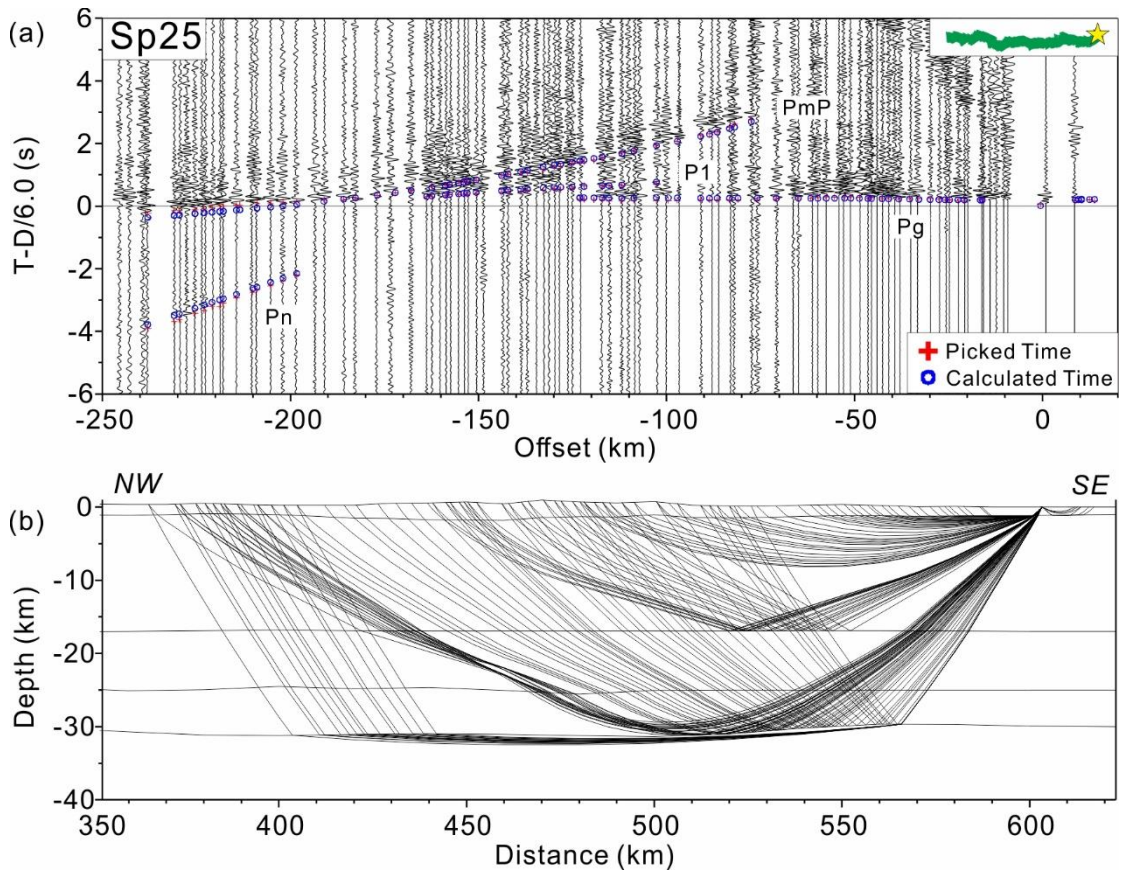 (a)
Sp25
T-D/6.0 (s)
6
4
2
0
-2
-4
-6
PmP
P1
Pg
Pn
Picked Time
Calculated Time
-250
-200
-150
-100
-50
0
Offset (km)
(b)
NW
SE
Depth (km)
0
-10
-20
-30
-40
350
400
450
500
550
600
Distance (km)